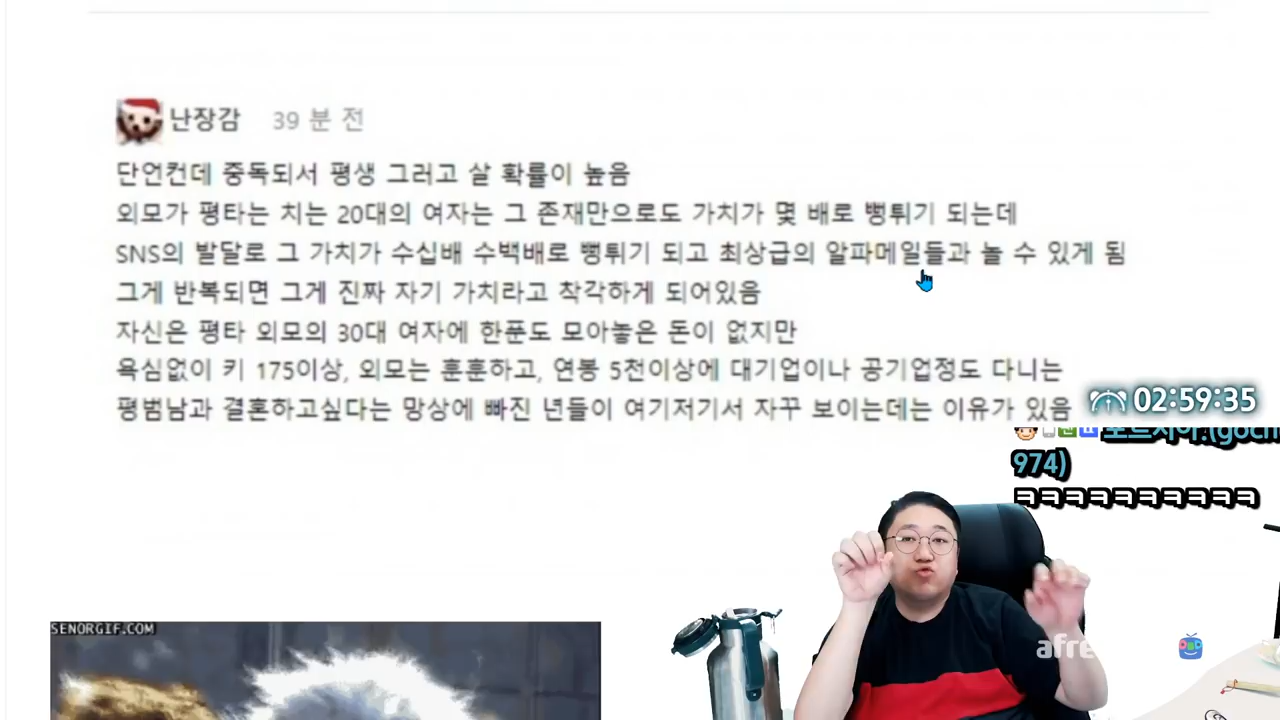 난장감 39 분 전
단언컨데 중독되서 평생 그러고 살 확률이 높음
외모가 평타는 치는 20대의 여자는 그 존재만으로도 가치가 몇 배로 뻥튀기 되는데
SNS의 발달로 그 가치가 수십배 수백배로 뻥튀기 되고 최상급의 알파메일들과 놀 수 있게 됨
그게 반복되면 그게 진짜 자기 가치라고 착각하게 되어있음
자신은 평타 외모의 30대 여자에 한푼도 모아놓은 돈이 없지만
욕심없이 키 175이상, 외모는 훈훈하고, 연봉 5천이상에 대기업이나 공기업정도 다니는
평범남과 결혼하고싶다는 망상에 빠진 년들이 여기저기서 자꾸 보이는데는 이유가 있음
02:59:35
974)
ㅋㅋㅋㅋㅋㅋㅋㅋㅋㅋ
SENORGIF.COM
afre